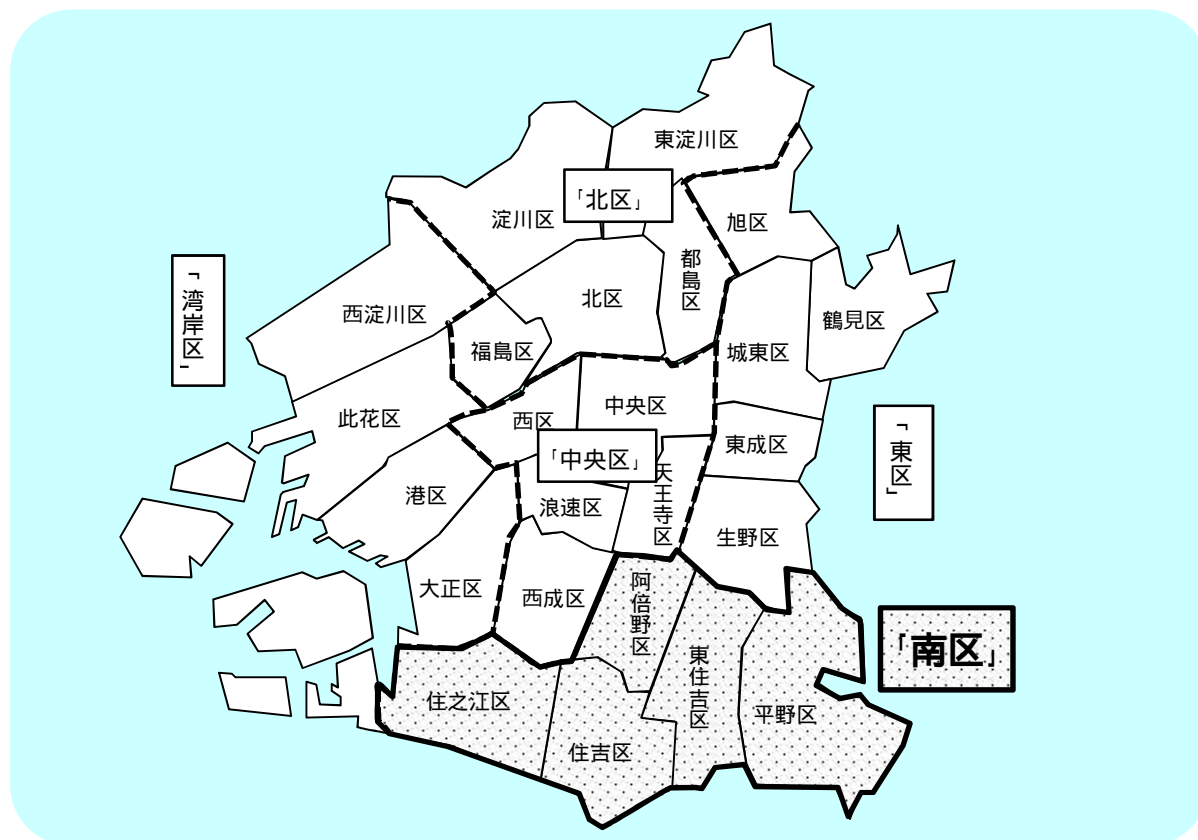 東淀川区
「北区」
淀川区
旭区
都島区
北区
「湾岸区」
西淀川区
鶴見区
福島区
城東区
此花区
西区
中央区
「東区」
東成区
「中央区」
天王寺区
港区
浪速区
生野区
大正区
西成区
阿倍野区
「南区」
東住吉区
住之江区
平野区
住吉区